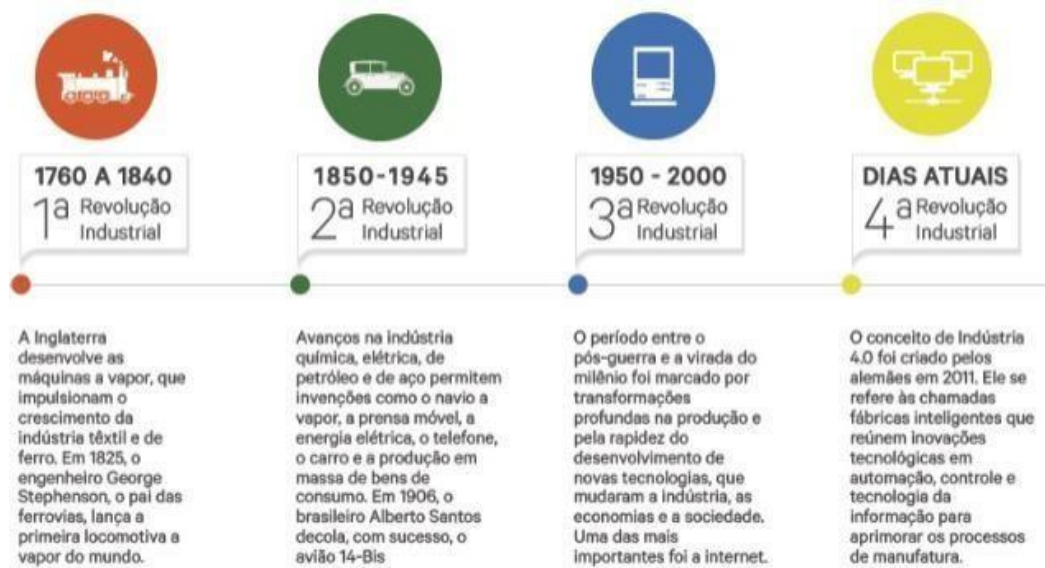 1760 A 1840
1ª Revolução
Industrial
A Inglaterra
desenvolve as
máquinas a vapor, que
impulsionam o
crescimento da
indústria têxtil e de
ferro. Em 1825, o
engenheiro George
Stephenson, o pai das
ferrovias, lança a
primeira locomotiva a
vapor do mundo.
1850-1945
2ª Revolução
Industrial
Avanços na indústria
química, elétrica, de
petróleo e de aço permitem
invenções como o navio a
vapor, a prensa móvel, a
energia elétrica, o telefone,
o carro e a produção em
massa de bens de
consumo. Em 1906, o
brasileiro Alberto Santos
decola, com sucesso, o
avião 14-Bis
1950 - 2000
3ª Revolução
Industrial
O período entre o
pós-guerra e a virada do
milênio foi marcado por
transformações
profundas na produção e
pela rapidez do
desenvolvimento de
novas tecnologias, que
mudaram a indústria, as
economias e a sociedade.
Uma das mais
importantes foi a internet.
DIAS ATUAIS
4ª Revolução
Industrial
O conceito de Indústria
4.0 foi criado pelos
alemães em 2011. Ele se
refere às chamadas
fábricas inteligentes que
reúnem inovações
tecnológicas em
automação, controle e
tecnologia da
informação para
aprimorar os processos
de manufatura.